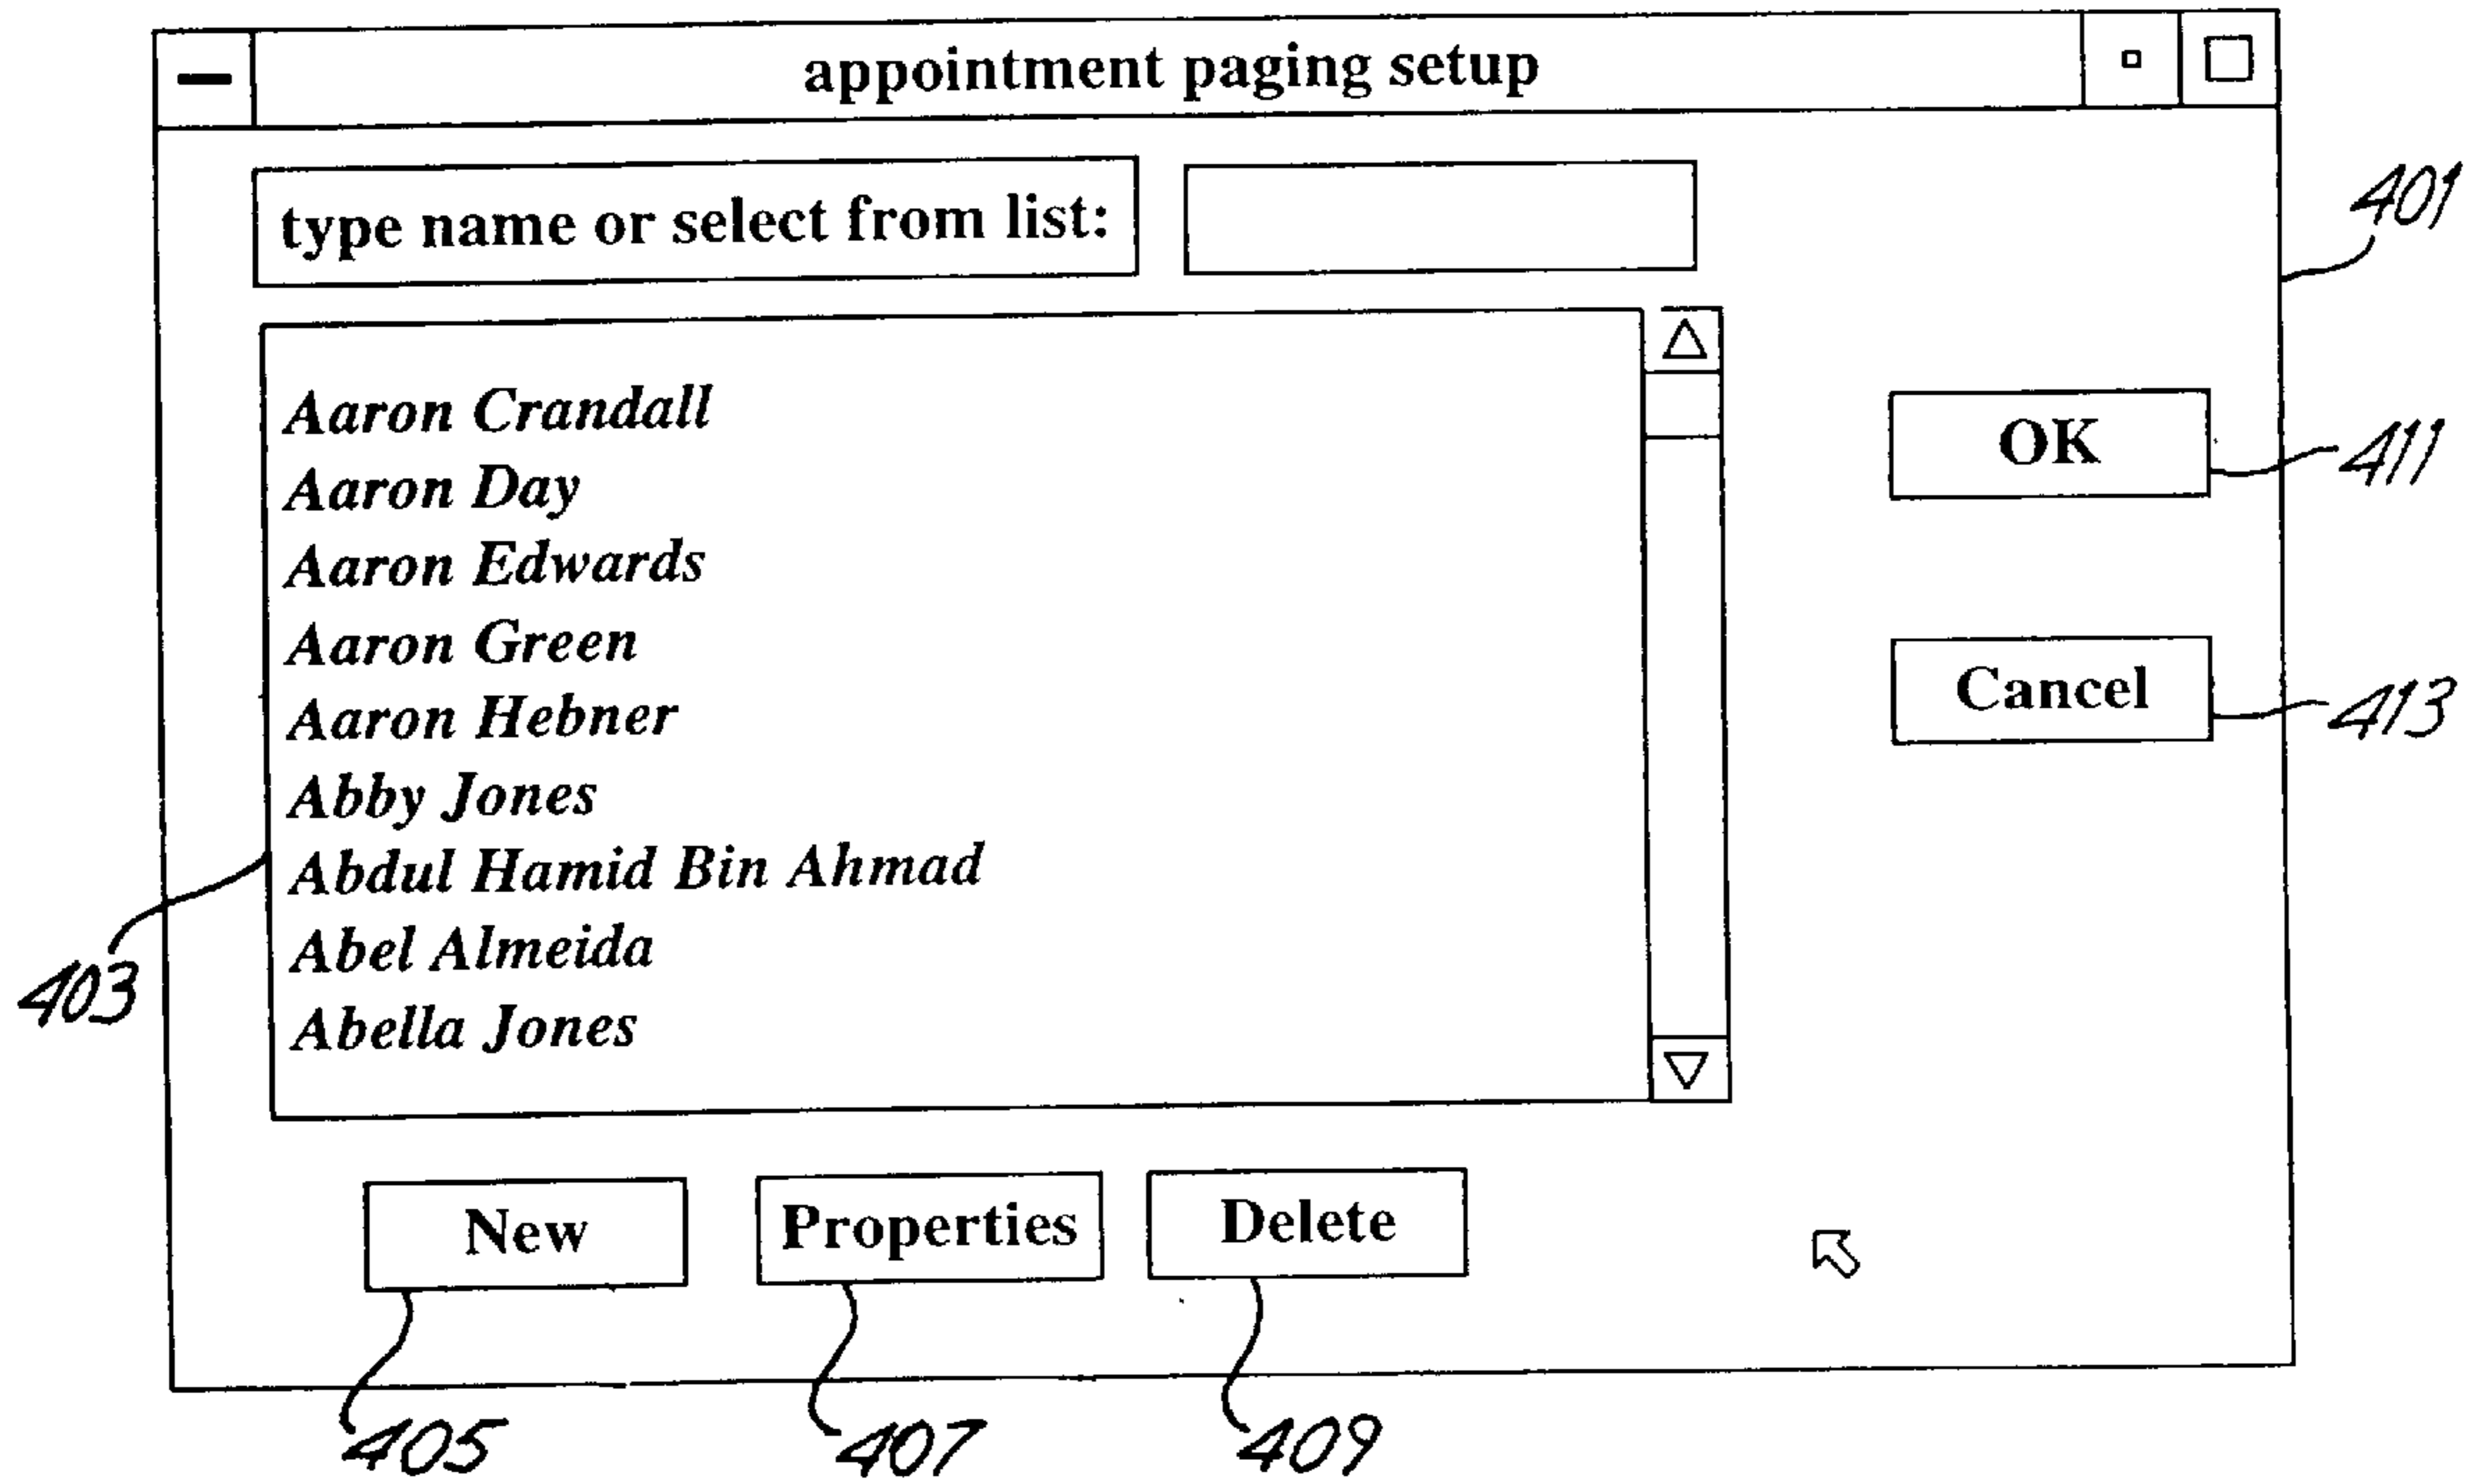 appointment paging setup
type name or select from list:
401
Aaron Crandall
Aaron Day
Aaron Edwards
Aaron Green
Aaron Hebner
Abby Jones
Abdul Hamid Bin Ahmad
Abel Almeida
Abella Jones
OK
411
Cancel
413
403
New
Properties
Delete
405
407
409